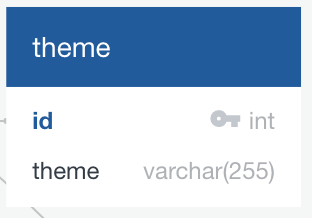 theme
id int
theme varchar(255)